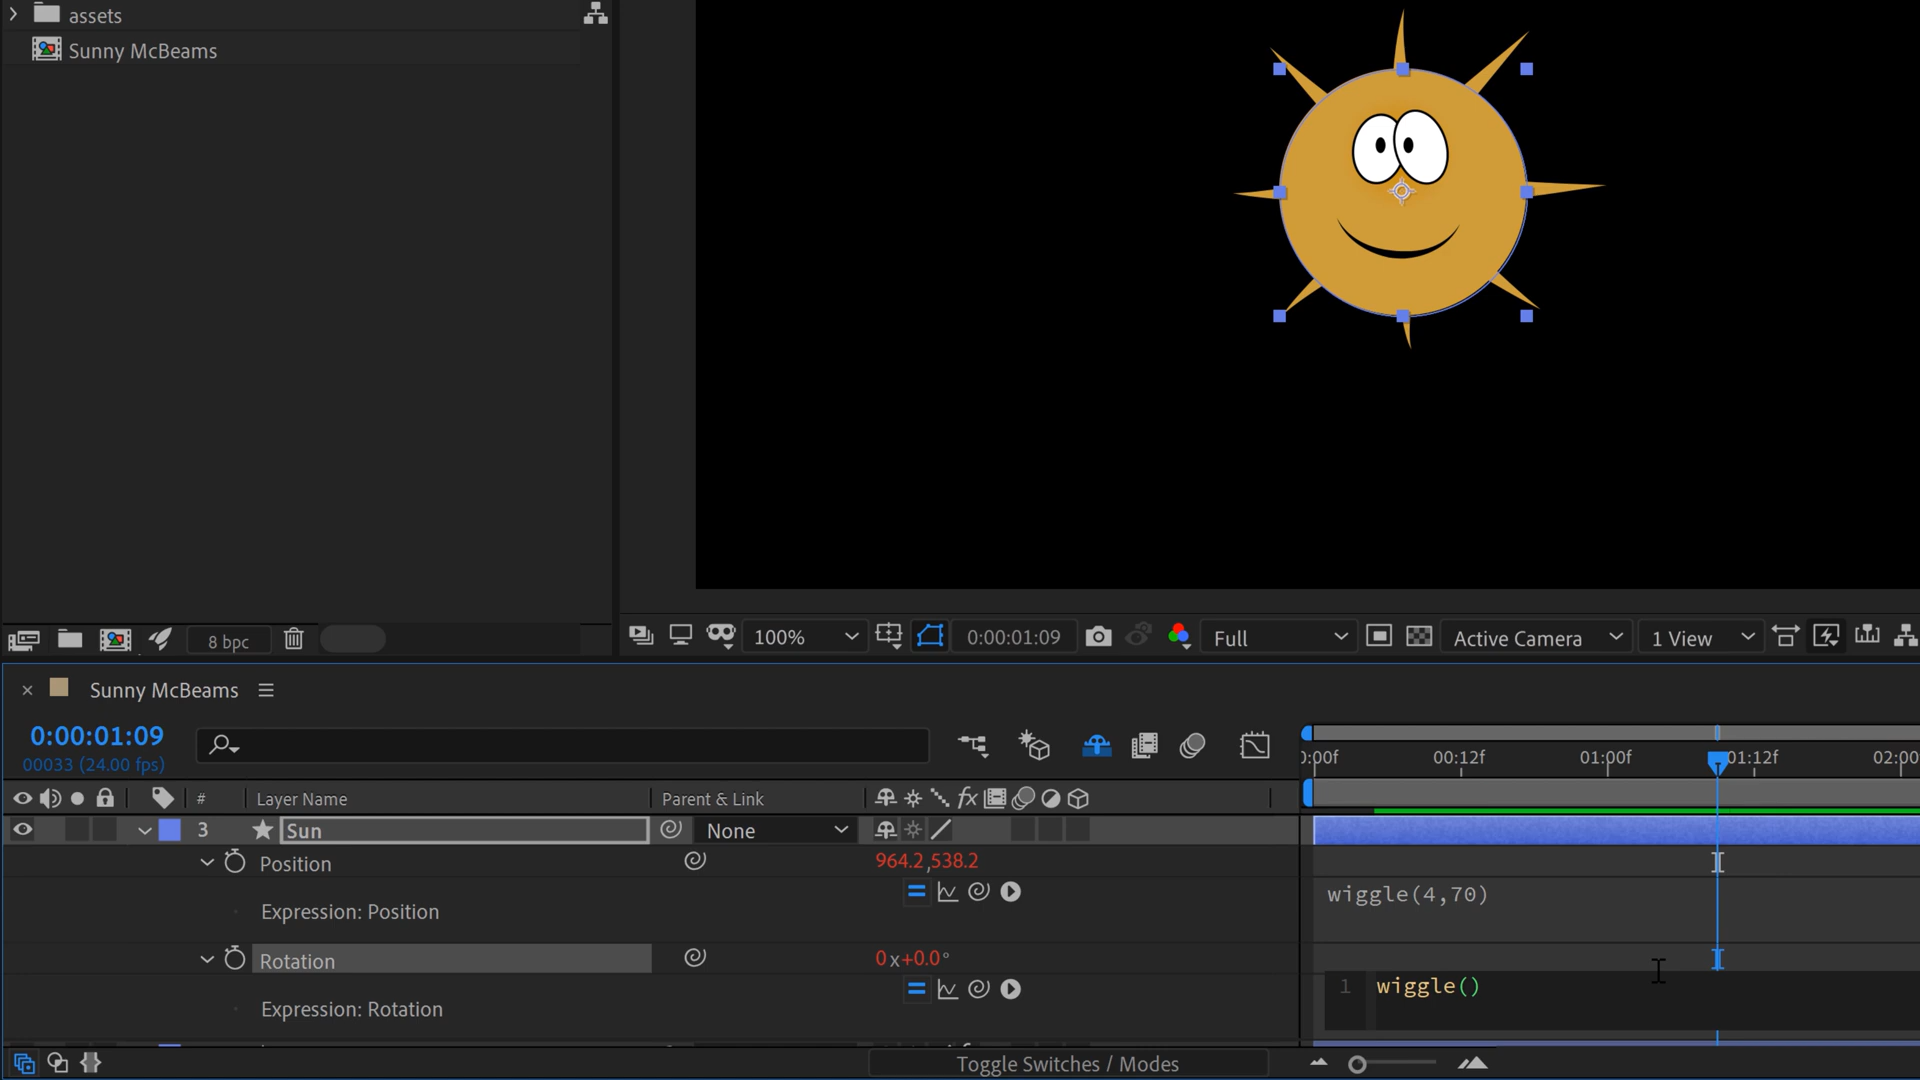 assets
Sunny McBeams
8 bpc
100%
0:00:01:09
Full
Active Camera
1 View
Sunny McBeams
0:00:01:09
00033 (24.00 fps)
:00f
00:12f
01:00f
01:12f
02:00
#
Layer Name
Parent & Link
fx
3
Sun
None
Position
964.2,538.2
Expression: Position
wiggle(4,70)
Rotation
0x+0.0°
1 wiggle()
Expression: Rotation
Toggle Switches / Modes